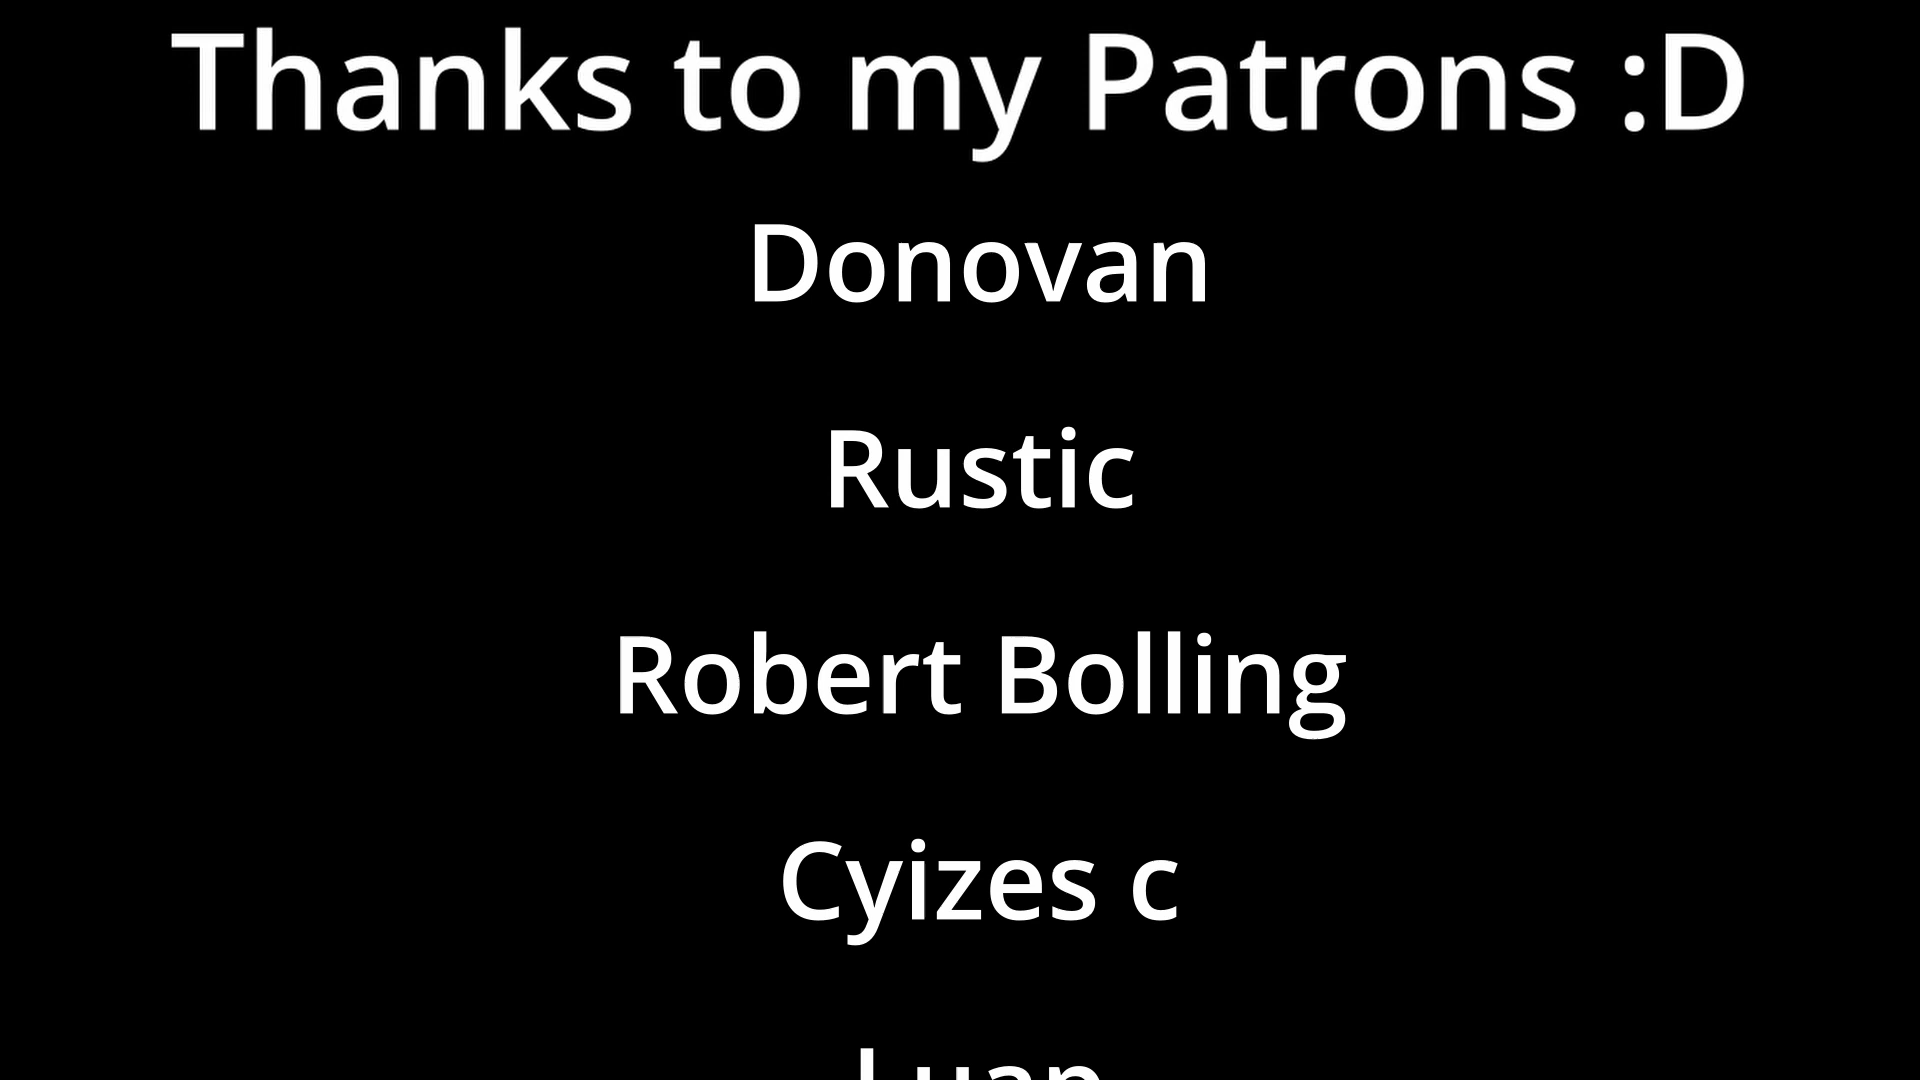 Thanks to my Patrons :D
Donovan
Rustic
Robert Bolling
Cyizes c